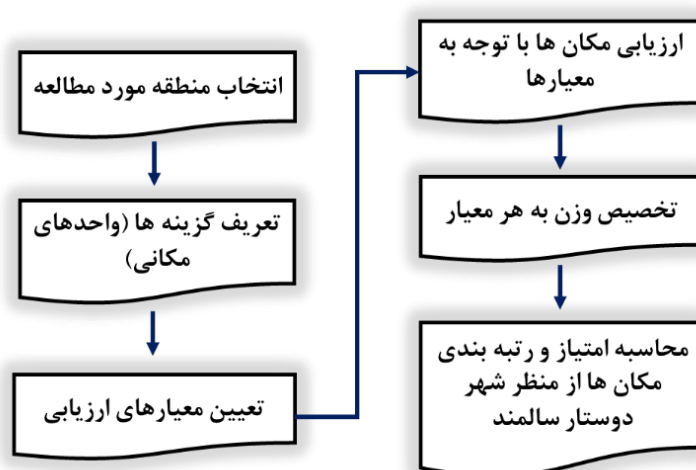 انتخاب منطقه مورد مطالعه
تعریف گزینه ها (واحدهای
مکانی)
تعیین معیارهای ارزیابی
ارزیابی مکان ها با توجه به
معیارها
تخصیص وزن به هر معیار
محاسبه امتیاز و رتبه بندی
مکان ها از منظر شهر
دوستار سالمند